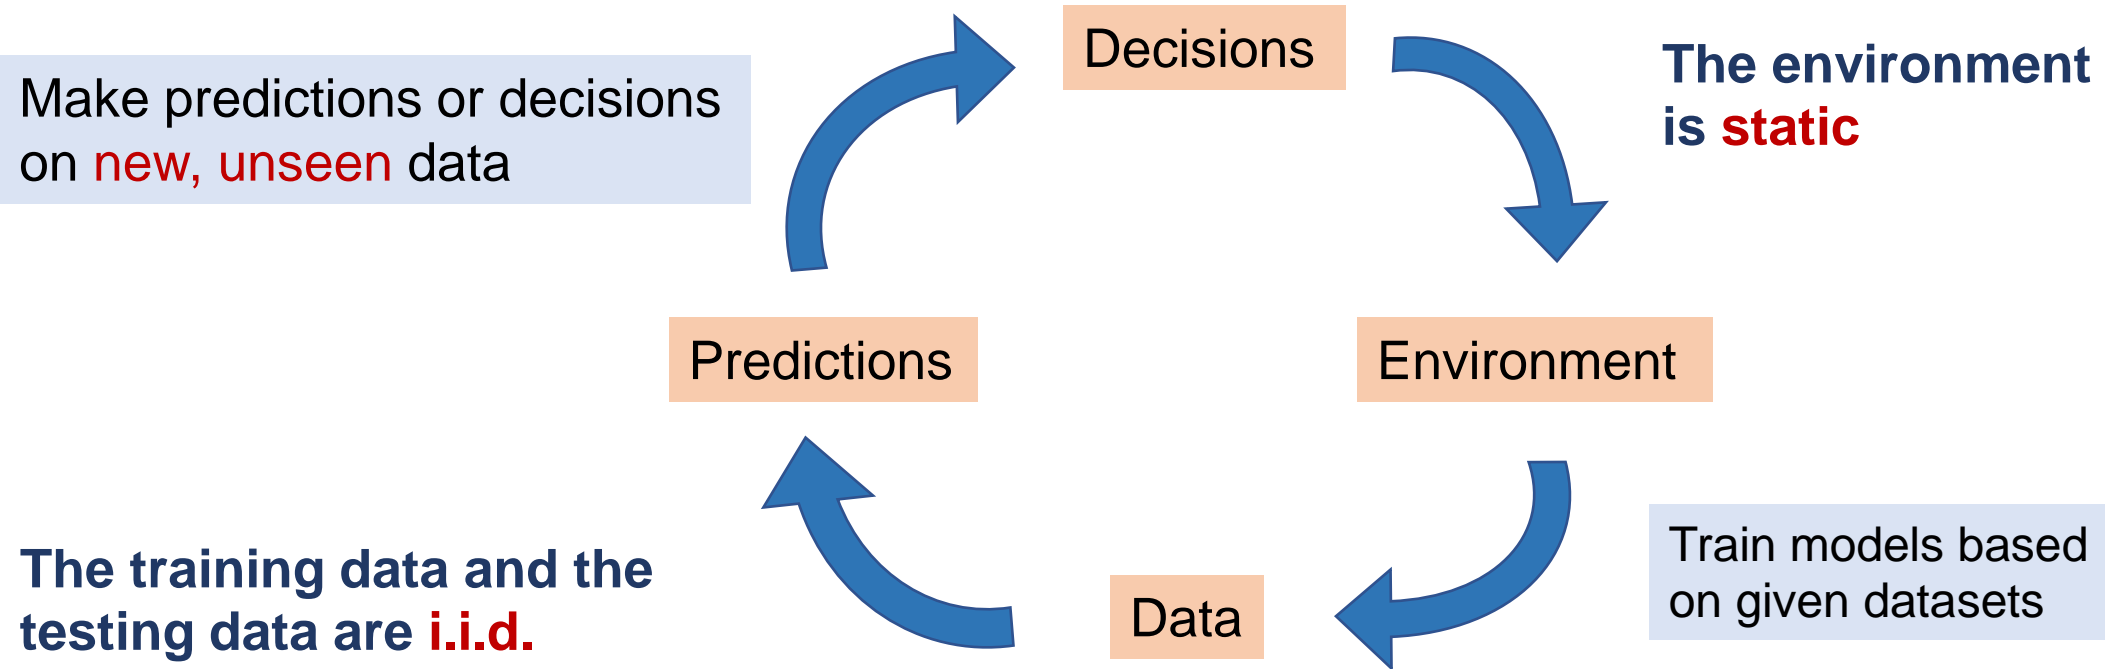 Decisions
The environment
is static
Make predictions or decisions
on new, unseen data
Predictions
Environment
The training data and the
testing data are i.i.d.
Data
Train models based
on given datasets